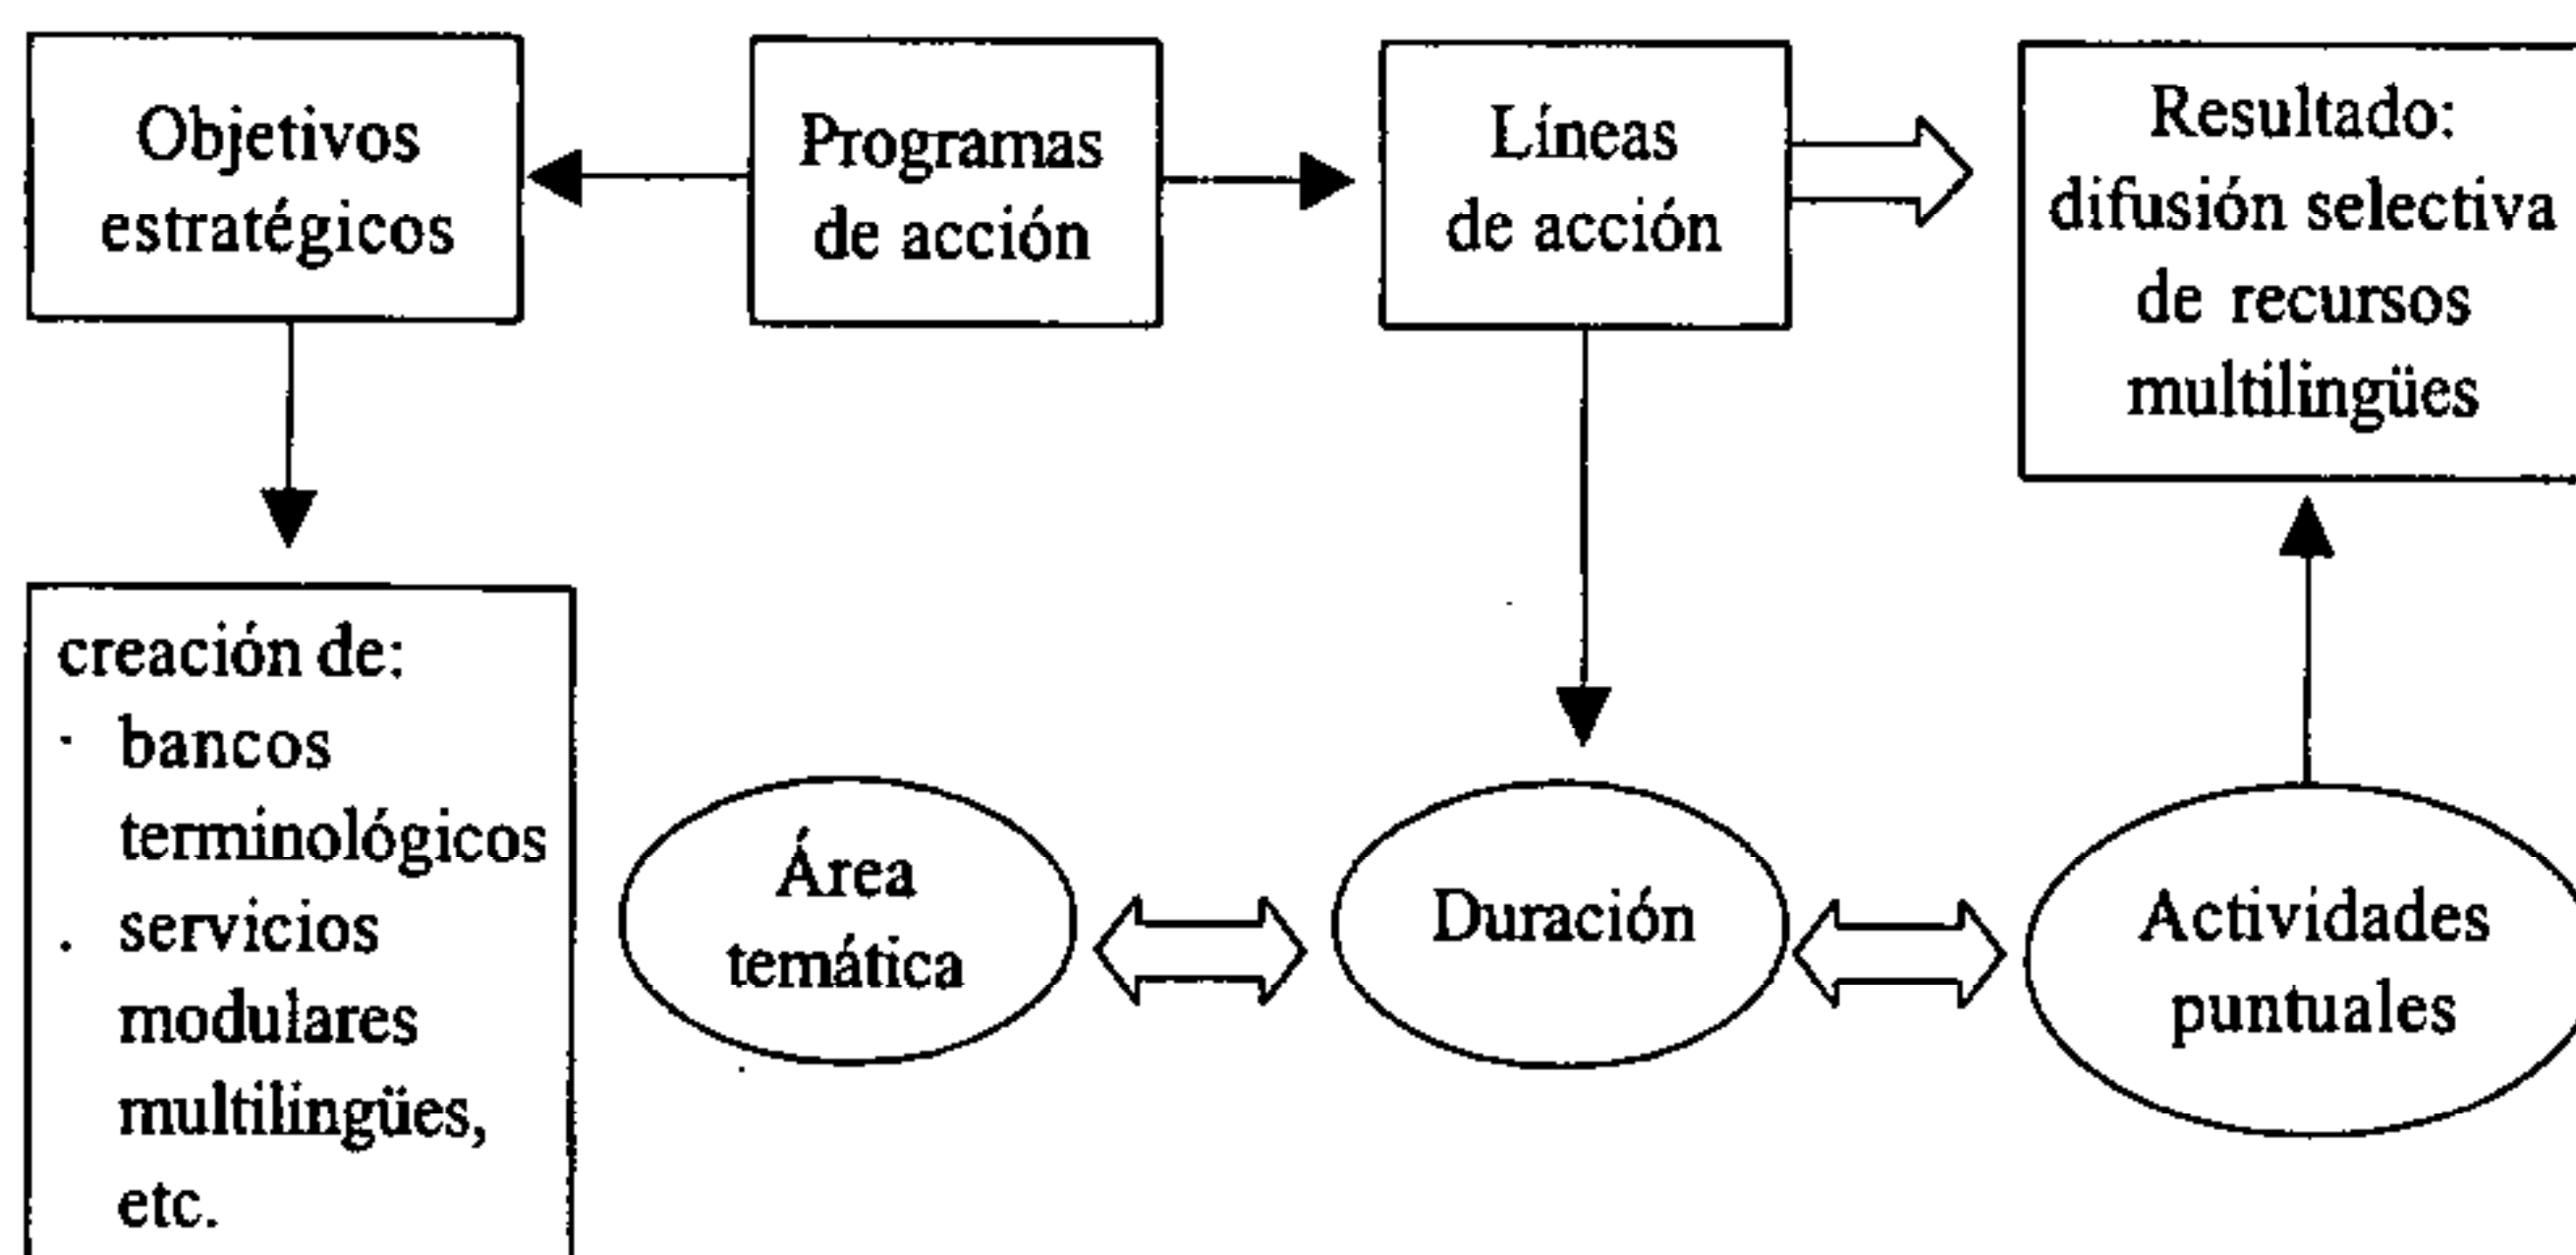 Objetivos
estratégicos
Programas
de acción
Líneas
de acción
Resultado:
difusión selectiva
de recursos
multilingües
creación de:
· bancos
terminológicos
. servicios
modulares
multilingües,
etc.
Área
temática
Duración
Actividades
puntuales